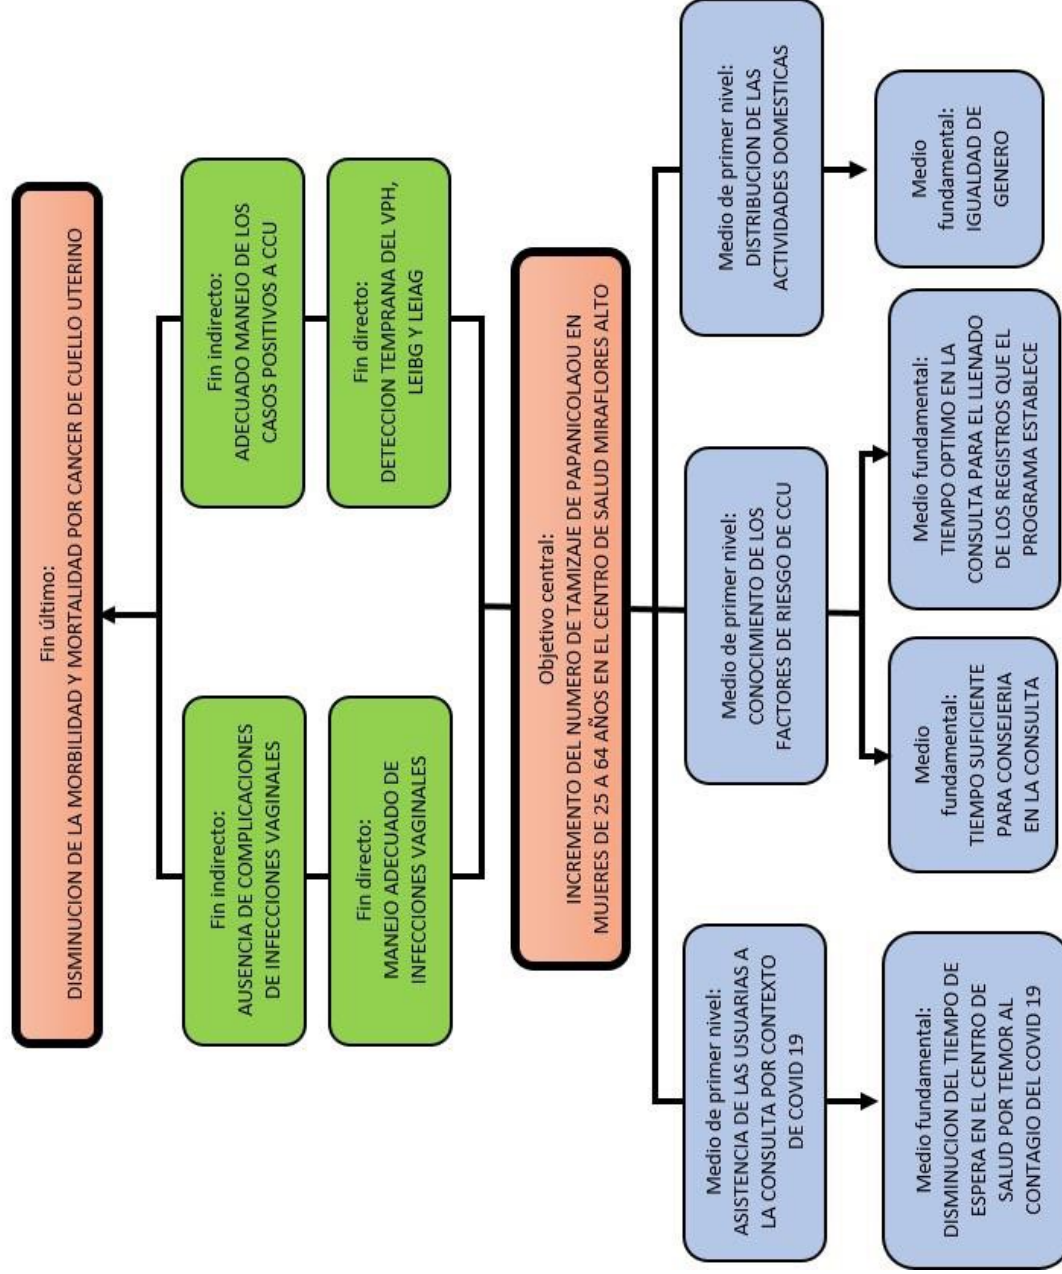 Fin último:
DISMINUCION DE LA MORBILIDAD Y MORTALIDAD POR CANCER DE CUELLO UTERINO
Fin indirecto:
AUSENCIA DE COMPLICACIONES
DE INFECCIONES VAGINALES
Fin indirecto:
ADECUADO MANEJO DE LOS
CASOS POSITIVOS A CCU
Fin directo:
MANEJO ADECUADO DE
INFECCIONES VAGINALES
Fin directo:
DETECCION TEMPRANA DEL VPH,
LEIBG Y LEIAG
Objetivo central:
INCREMENTO DEL NUMERO DE TAMIZAJE DE PAPANICOLAOU EN
MUJERES DE 25 A 64 AÑOS EN EL CENTRO DE SALUD MIRAFLORES ALTO
Medio de primer nivel:
ASISTENCIA DE LAS USUARIAS A
LA CONSULTA POR CONTEXTO
DE COVID 19
Medio de primer nivel:
CONOCIMIENTO DE LOS
FACTORES DE RIESGO DE CCU
Medio de primer nivel:
DISTRIBUCION DE LAS
ACTIVIDADES DOMESTICAS
Medio fundamental:
DISMINUCION DEL TIEMPO DE
ESPERA EN EL CENTRO DE
SALUD POR TEMOR AL
CONTAGIO DEL COVID 19
Medio
fundamental:
TIEMPO SUFICIENTE
PARA CONSEJERIA
EN LA CONSULTA
Medio fundamental:
TIEMPO OPTIMO EN LA
CONSULTA PARA EL LLENADO
DE LOS REGISTROS QUE EL
PROGRAMA ESTABLECE
Medio
fundamental:
IGUALDAD DE
GENERO